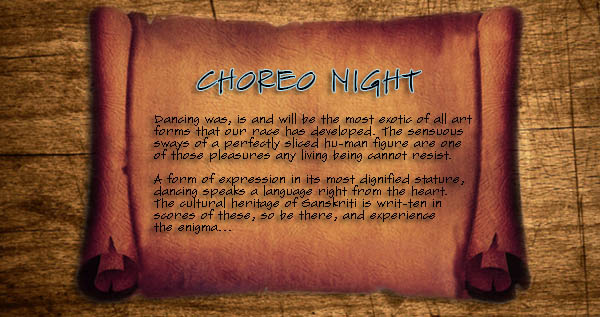 CHOREO NIGHT
Dancing was, is and will be the most exotic of all art
forms that our race has developed. The sensuous
sways of a perfectly sliced hu-man figure are one
of those pleasures any living being cannot resist.
A form of expression in its most dignified stature,
dancing speaks a language right from the heart.
The cultural heritage of Sanskriti is writ-ten in
scores of these, so be there, and experience
the enigma...